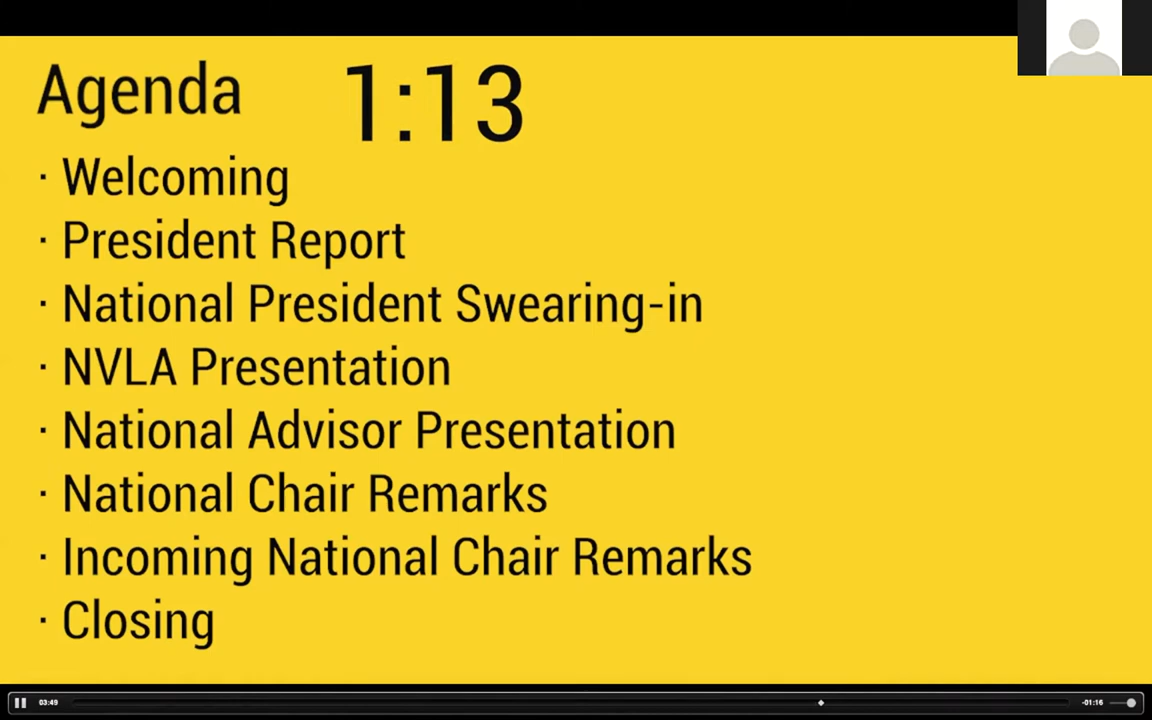 Agenda 1:13
· Welcoming
· President Report
· National President Swearing-in
· NVLA Presentation
· National Advisor Presentation
· National Chair Remarks
· Incoming National Chair Remarks
· Closing
03:49 -01:16